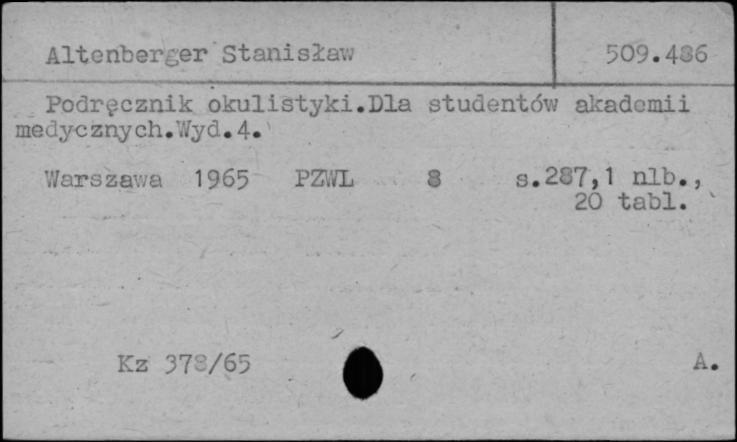 Altenberger Stanisław 509.486
Podręcznik okulistyki.Dla studentów akademii
medycznych.Wyd.4.
Warszawa 1965 PZWL 8 s.287,1 nlb.,
20 tabl.
Kz 378/65 A.